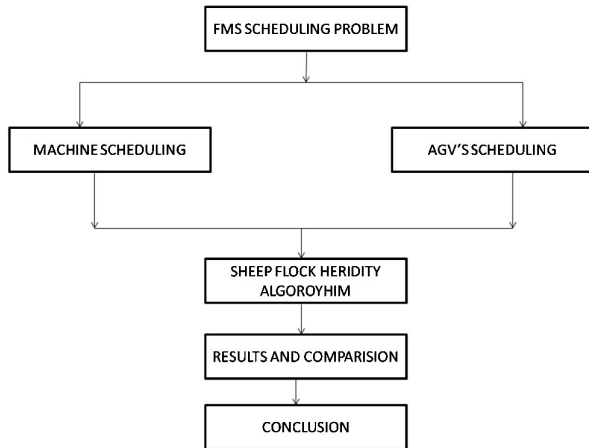 FMS SCHEDULING PROBLEM
MACHINE SCHEDULING
AGV'S SCHEDULING
SHEEP FLOCK HERIDITY
ALGOROYHIM
RESULTS AND COMPARISION
CONCLUSION